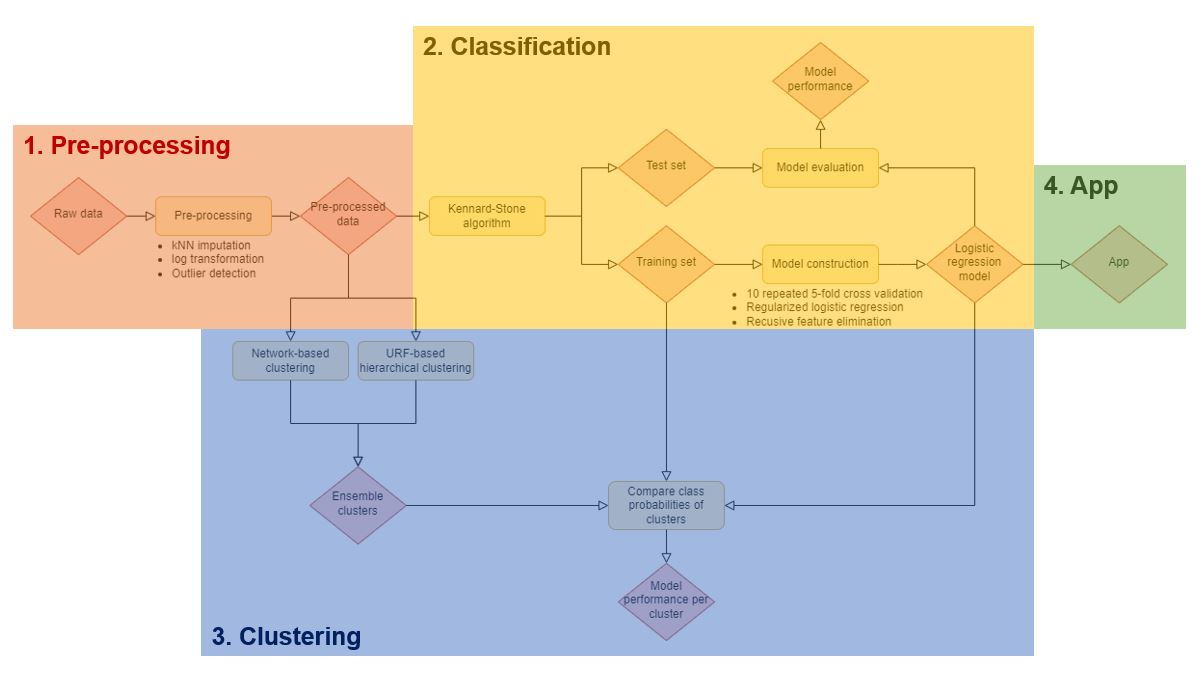 2. Classification
Model
performance
1. Pre-processing
Raw data
Pre-processing
• kNN imputation
• log transformation
• Outlier detection
Pre-processed
data
Kennard-Stone
algorithm
Test set
Model evaluation
Training set
Model construction
• 10 repeated 5-fold cross validation
• Regularized logistic regression
• Recusive feature elimination
Logistic
regression
model
4. App
App
Network-based
clustering
URF-based
hierarchical clustering
Ensemble
clusters
Compare class
probabilities of
clusters
Model
performance per
cluster
3. Clustering